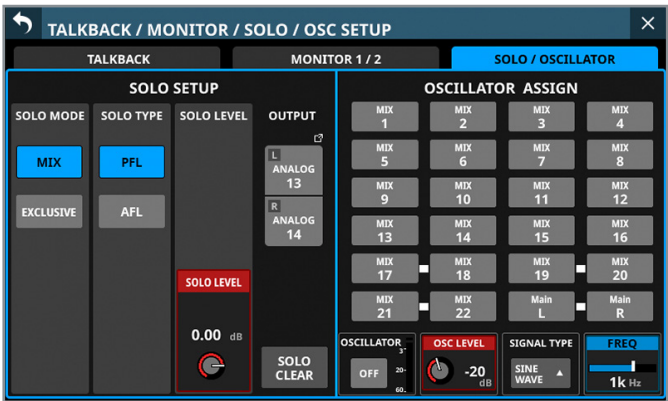 TALKBACK / MONITOR / SOLO / OSC SETUP
TALKBACK
MONITOR 1 / 2
SOLO / OSCILLATOR
SOLO SETUP
SOLO MODE
SOLO TYPE
SOLO LEVEL
OUTPUT
MIX
PFL
L
ANALOG
13
EXCLUSIVE
AFL
R
ANALOG
14
SOLO LEVEL
0.00 dB
SOLO
CLEAR
OSCILLATOR ASSIGN
MIX
1
MIX
2
MIX
3
MIX
4
MIX
5
MIX
6
MIX
7
MIX
8
MIX
9
MIX
10
MIX
11
MIX
12
MIX
13
MIX
14
MIX
15
MIX
16
MIX
17
MIX
18
MIX
19
MIX
20
MIX
21
MIX
22
Main
L
Main
R
OSCILLATOR
OFF
3-
20-
60-
OSC LEVEL
-20
dB
SIGNAL TYPE
SINE
WAVE
FREQ
1k Hz